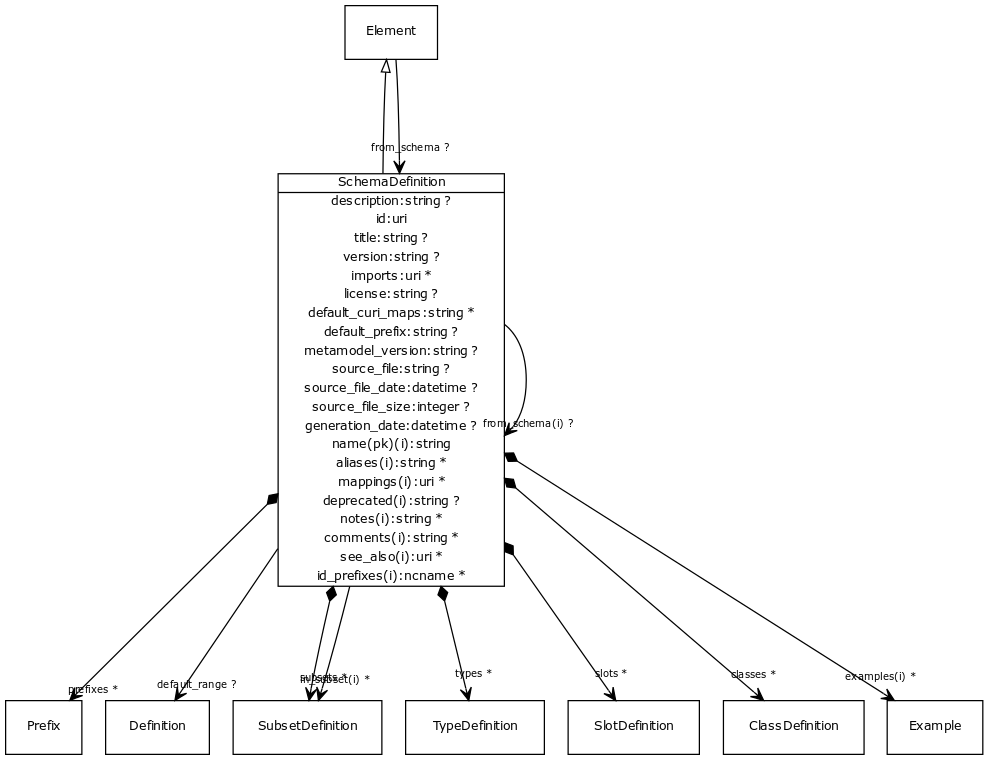 Element
from_schema ?
SchemaDefinition
description:string ?
id:uri
title:string ?
version:string ?
imports:uri *
license:string ?
default_curi_maps:string *
default_prefix:string ?
metamodel_version:string ?
source_file:string ?
source_file_date:datetime ?
source_file_size:integer ?
generation_date:datetime ?
from_schema(i) ?
name(pk)(i):string
aliases(i):string *
mappings(i):uri *
deprecated(i):string ?
notes(i):string *
comments(i):string *
see_also(i):uri *
id_prefixes(i):ncname *
prefixes *
default_range ?
subsets *
in_subset(i) *
types *
slots *
classes *
examples(i) *
Prefix
Definition
SubsetDefinition
TypeDefinition
SlotDefinition
ClassDefinition
Example